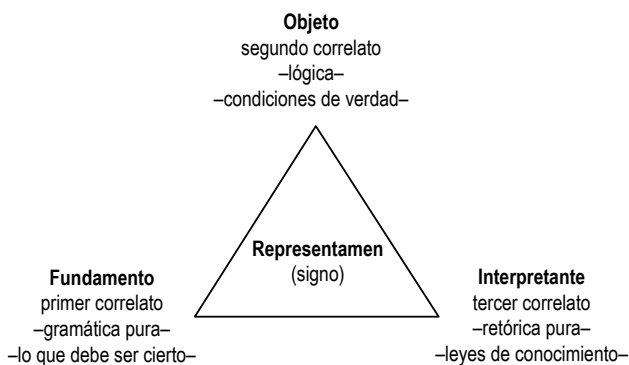 Objeto
segundo correlato
–lógica–
–condiciones de verdad–
Representamen
(signo)
Fundamento
primer correlato
–gramática pura–
–lo que debe ser cierto–
Interpretante
tercer correlato
–retórica pura–
–leyes de conocimiento–